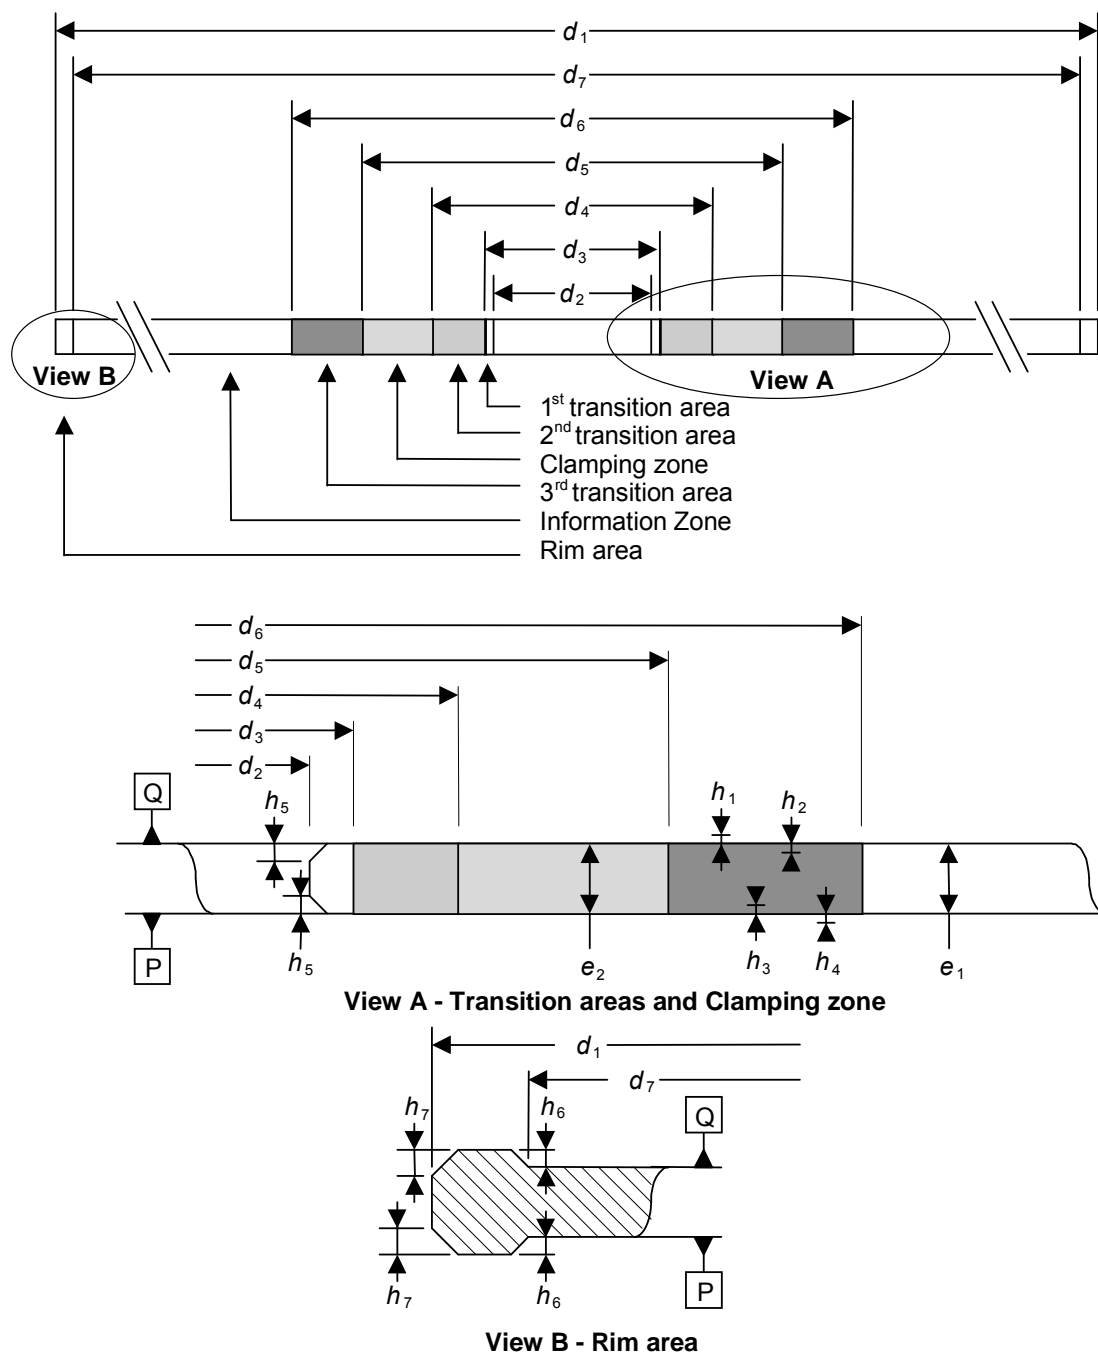 d1
d7
d6
d5
d4
d3
d2
View B
View A
1st transition area
2nd transition area
Clamping zone
3rd transition area
Information Zone
Rim area
d6
d5
d4
d3
d2
Q
h5
h1
h2
P
h5
e2
h3
h4
e1
View A - Transition areas and Clamping zone
d1
d7
h7
h6
Q
h7
h6
P
View B - Rim area